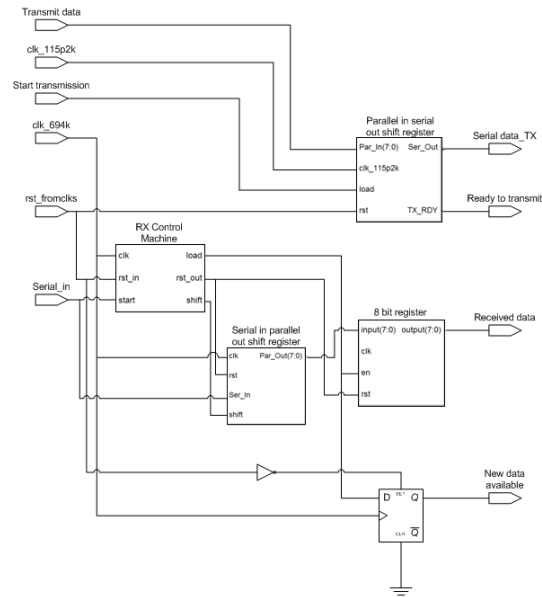 Transmit data
clk_115p2k
Start transmission
clk_694k
rst_fromclks
Serial_in
Parallel in serial
out shift register
Par_In(7:0) Ser_Out
clk_115p2k
load
rst TX_RDY
Serial data_TX
Ready to transmit
RX Control
Machine
clk load
rst_in rst_out
start shift
Serial in parallel
out shift register
clk Par_Out(7:0)
rst
Ser_In
shift
8 bit register
input(7:0) output(7:0)
clk
en
rst
Received data
D SET Q
CLR Q
New data
available